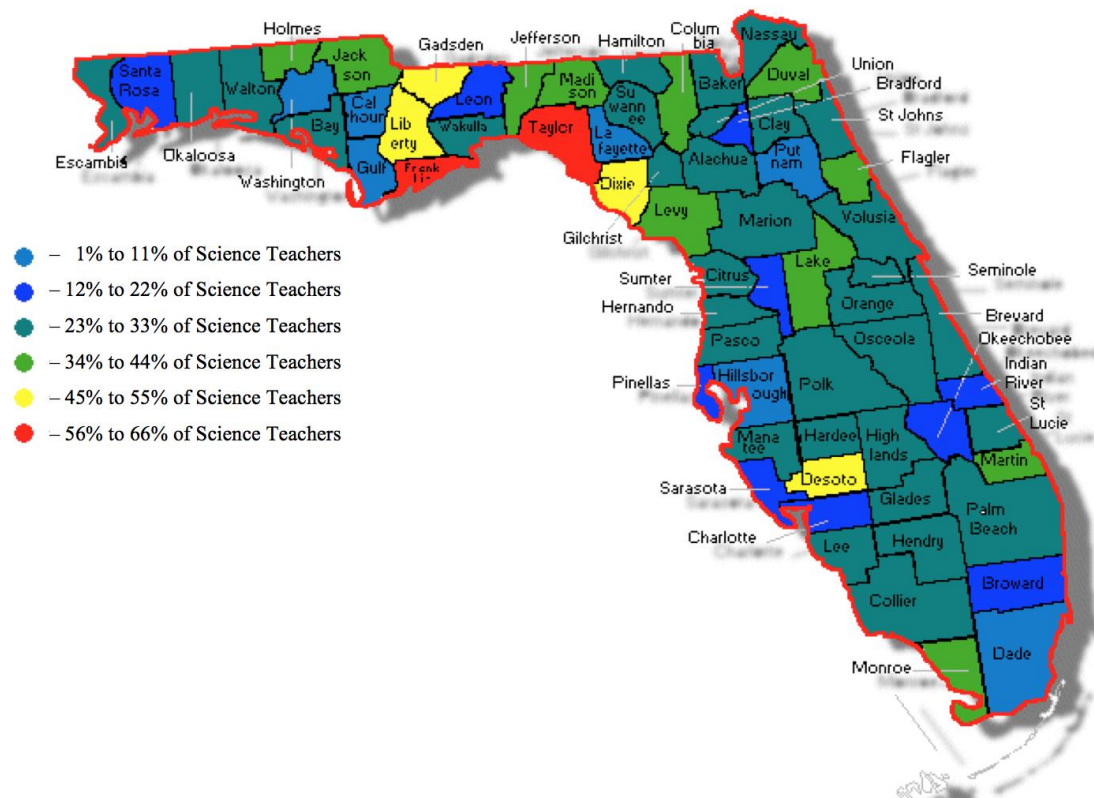 Holmes
Jack
son
Gadsden
Jefferson
Hamilton
Colum
bia
Nassau
Santa
Rosa
Walton
Cal
houn
Bay
Leon
Madi
son
Su
wann
ee
Baker
Duval
Union
Bradford
Lib
erty
Wakulla
Taylor
La
fayette
Clay
St Johns
Escambia
Okaloosa
Washington
Gulf
Frank
lin
Dixie
Alachua
Put
nam
Flagler
Gilchrist
Levy
Marion
Volusia
– 1% to 11% of Science Teachers
– 12% to 22% of Science Teachers
– 23% to 33% of Science Teachers
– 34% to 44% of Science Teachers
– 45% to 55% of Science Teachers
– 56% to 66% of Science Teachers
Citrus
Lake
Seminole
Sumter
Hernando
Orange
Brevard
Pasco
Osceola
Okeechobee
Indian
River
Pinellas
Hillsbor
ough
Polk
St
Lucie
Mana
tee
Hardee
High
lands
Martin
Sarasota
Desoto
Glades
Palm
Beach
Charlotte
Lee
Hendry
Broward
Collier
Monroe
Dade